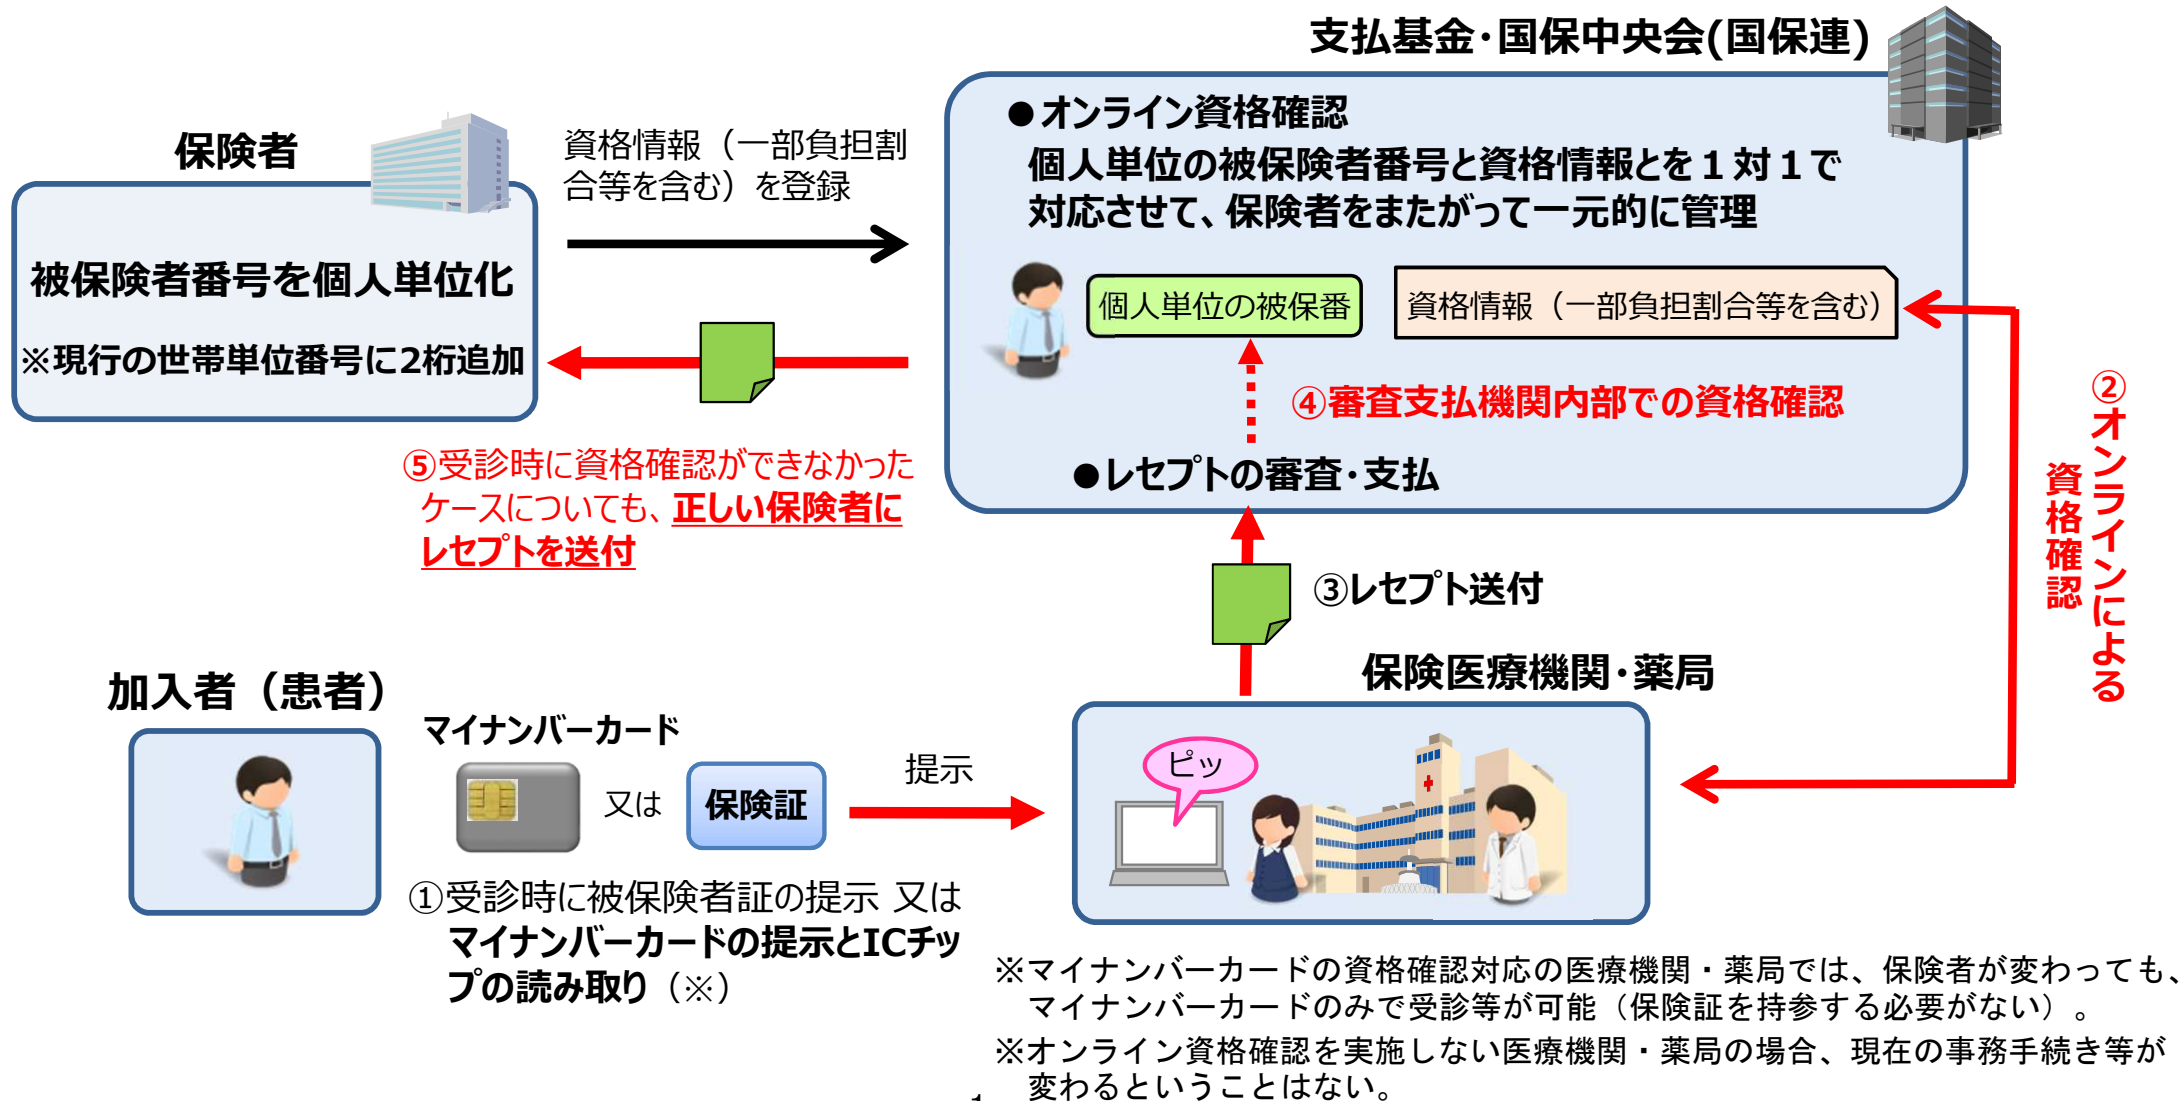 支払基金・国保中央会(国保連)
●オンライン資格確認
個人単位の被保険者番号と資格情報とを１対１で
対応させて、保険者をまたがって一元的に管理
個人単位の被保番
資格情報（一部負担割合等を含む）
④審査支払機関内部での資格確認
●レセプトの審査・支払
保険者
被保険者番号を個人単位化
※現行の世帯単位番号に2桁追加
資格情報（一部負担割
合等を含む）を登録
⑤受診時に資格確認ができなかった
ケースについても、正しい保険者に
レセプトを送付
②オンラインによる
資格確認
③レセプト送付
保険医療機関・薬局
ピッ
加入者（患者）
マイナンバーカード
又は
保険証
提示
①受診時に被保険者証の提示 又は
マイナンバーカードの提示とICチッ
プの読み取り（※）
※マイナンバーカードの資格確認対応の医療機関・薬局では、保険者が変わっても、
マイナンバーカードのみで受診等が可能（保険証を持参する必要がない）。
※オンライン資格確認を実施しない医療機関・薬局の場合、現在の事務手続き等が
変わるということはない。